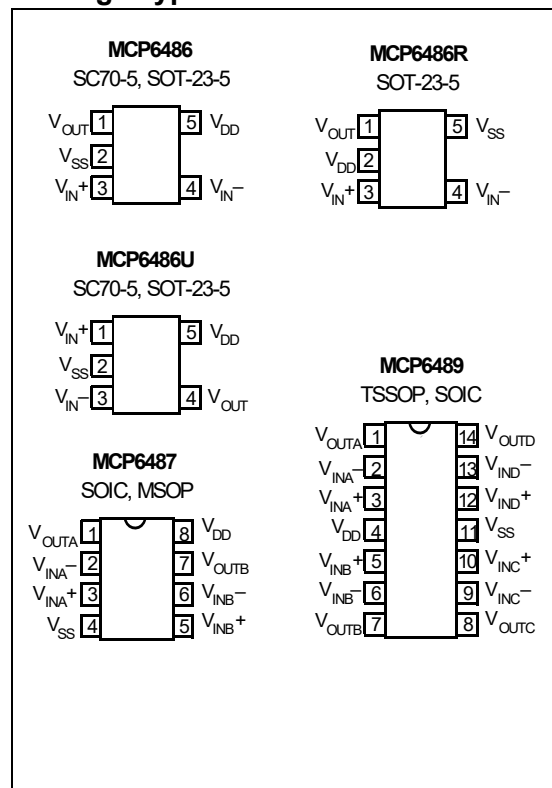 MCP6486
SC70-5, SOT-23-5
VOUT 1 5 VDD
VSS 2
VIN+ 3 4 VIN–
MCP6486R
SOT-23-5
VOUT 1 5 VSS
VDD 2
VIN+ 3 4 VIN–
MCP6486U
SC70-5, SOT-23-5
VIN+ 1 5 VDD
VSS 2
VIN– 3 4 VOUT
MCP6487
SOIC, MSOP
VOUTA 1 8 VDD
VINA– 2 7 VOUTB
VINA+ 3 6 VINB–
VSS 4 5 VINB+
MCP6489
TSSOP, SOIC
VOUTA 1 14 VOUTD
VINA– 2 13 VIND–
VINA+ 3 12 VIND+
VDD 4 11 VSS
VINB+ 5 10 VINC+
VINB– 6 9 VINC–
VOUTB 7 8 VOUTC